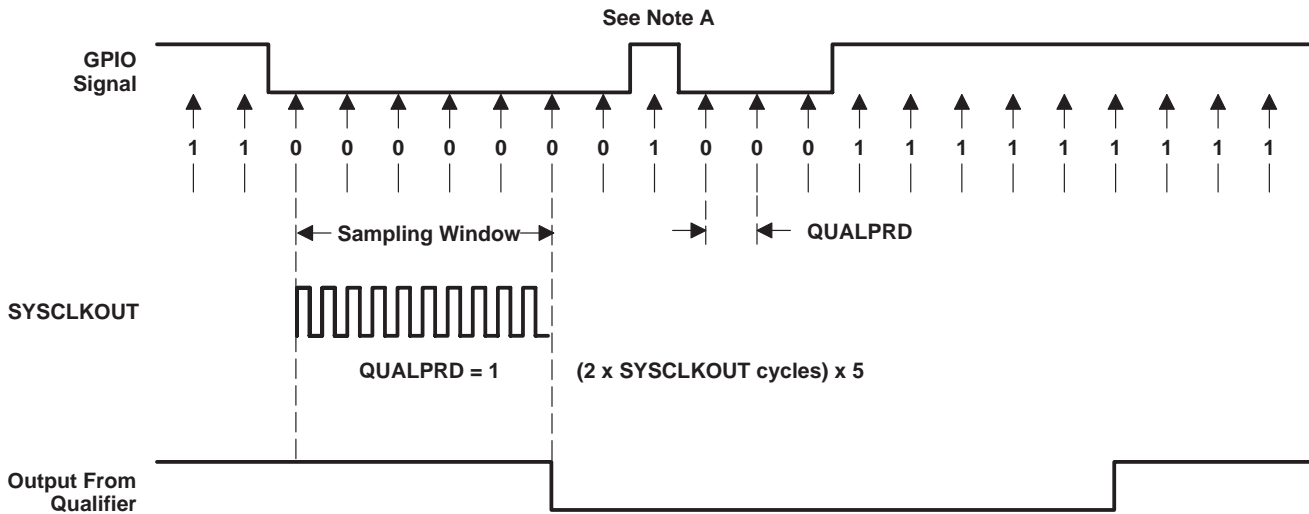 See Note A
GPIO
Signal
1 1 0 0 0 0 0 0 0 1 0 0 0 1 1 1 1 1 1 1 1 1
Sampling Window
QUALPRD
SYSCLKOUT
QUALPRD = 1
(2 x SYSCLKOUT cycles) x 5
Output From
Qualifier